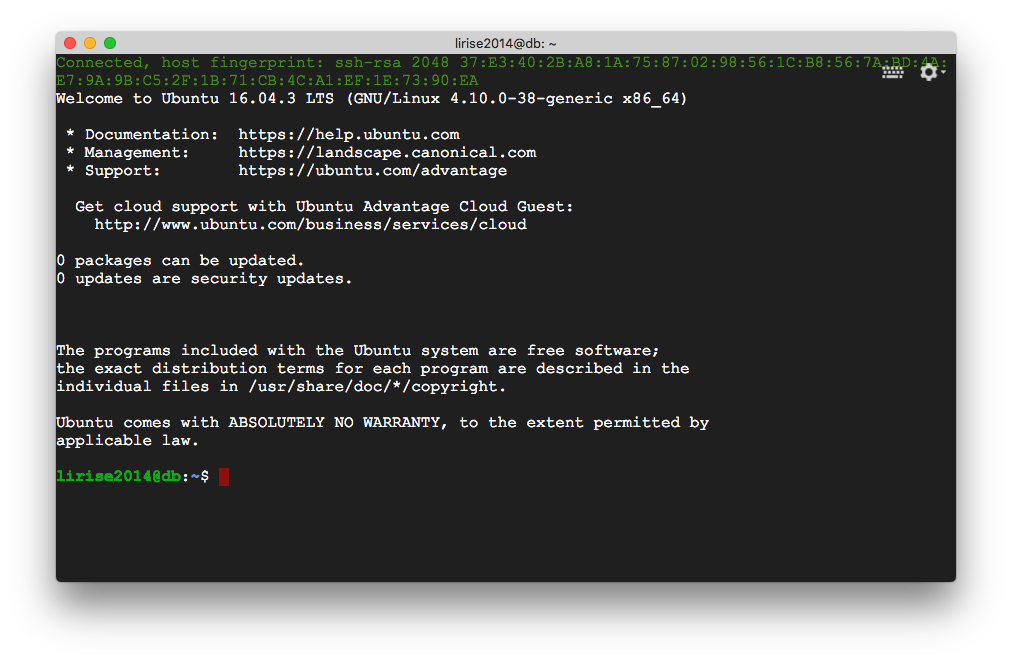 lirise2014@db: ~
Connected, host fingerprint: ssh-rsa 2048 37:E3:40:2B:A8:1A:75:87:02:98:56:1C:B8:56:7A:BD:4A:
E7:9A:9B:C5:2F:1B:71:CB:4C:A1:EF:1E:73:90:EA
Welcome to Ubuntu 16.04.3 LTS (GNU/Linux 4.10.0-38-generic x86_64)
* Documentation:  https://help.ubuntu.com
* Management:     https://landscape.canonical.com
* Support:        https://ubuntu.com/advantage
Get cloud support with Ubuntu Advantage Cloud Guest:
http://www.ubuntu.com/business/services/cloud
0 packages can be updated.
0 updates are security updates.
The programs included with the Ubuntu system are free software;
the exact distribution terms for each program are described in the
individual files in /usr/share/doc/*/copyright.
Ubuntu comes with ABSOLUTELY NO WARRANTY, to the extent permitted by
applicable law.
lirise2014@db:~$